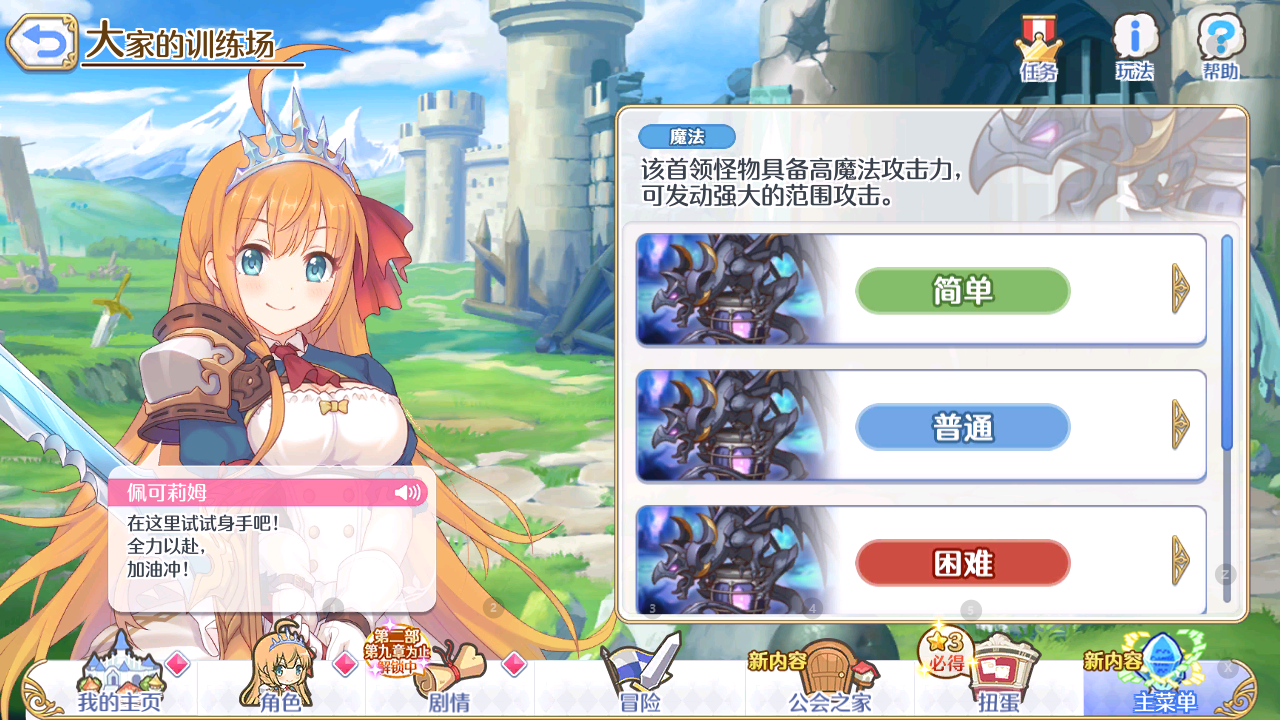 大家的训练场
任务
玩法
帮助
魔法
该首领怪物具备高魔法攻击力，
可发动强大的范围攻击。
简单
普通
困难
佩可莉姆
在这里试试身手吧！
全力以赴，
加油冲！
2
3
4
5
Z
X
第二部
第九章为止
解锁中
新内容
3
必得
新内容
我的主页
角色
剧情
冒险
公会之家
扭蛋
主菜单